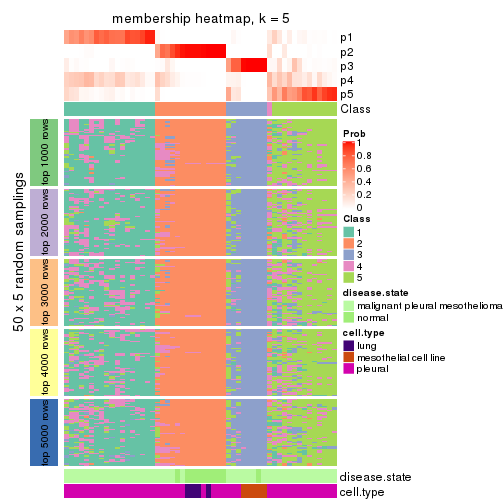 membership heatmap, k = 5
p1
p2
p3
p4
p5
Class
50 x 5 random samplings
top 1000 rows
top 2000 rows
top 3000 rows
top 4000 rows
top 5000 rows
disease.state
cell.type
Prob
1
0.8
0.6
0.4
0.2
0
Class
1
2
3
4
5
disease.state
malignant pleural mesothelioma
normal
cell.type
lung
mesothelial cell line
pleural